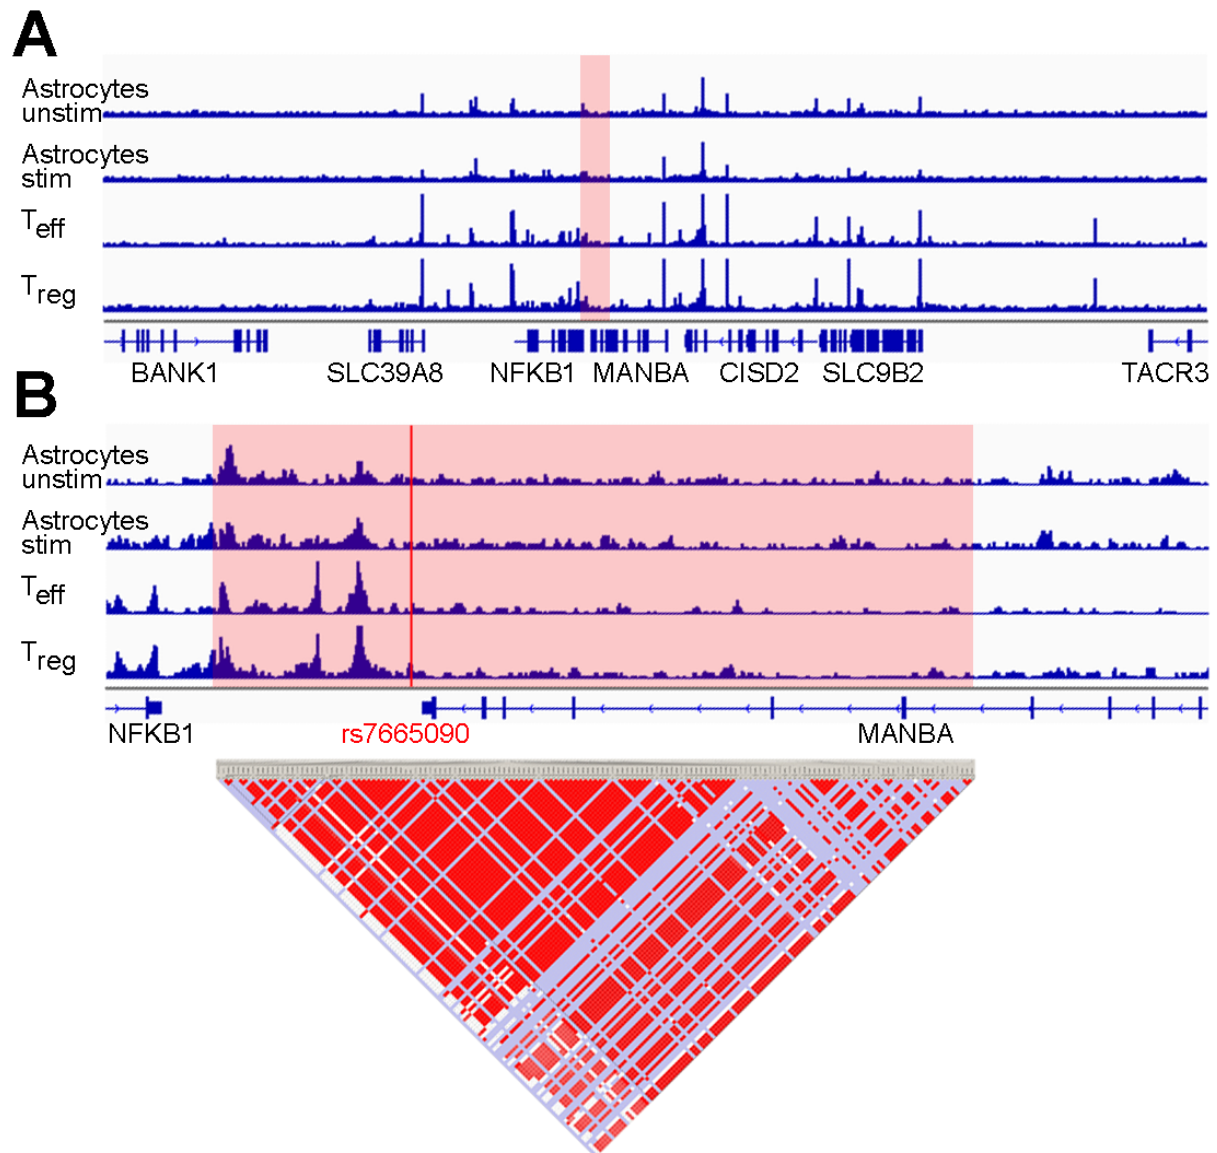 A
Astrocytes
unstim
Astrocytes
stim
Teff
Treg
BANK1 SLC39A8 NFKB1 MANBA CISD2 SLC9B2 TACR3
B
Astrocytes
unstim
Astrocytes
stim
Teff
Treg
NFKB1 rs7665090 MANBA